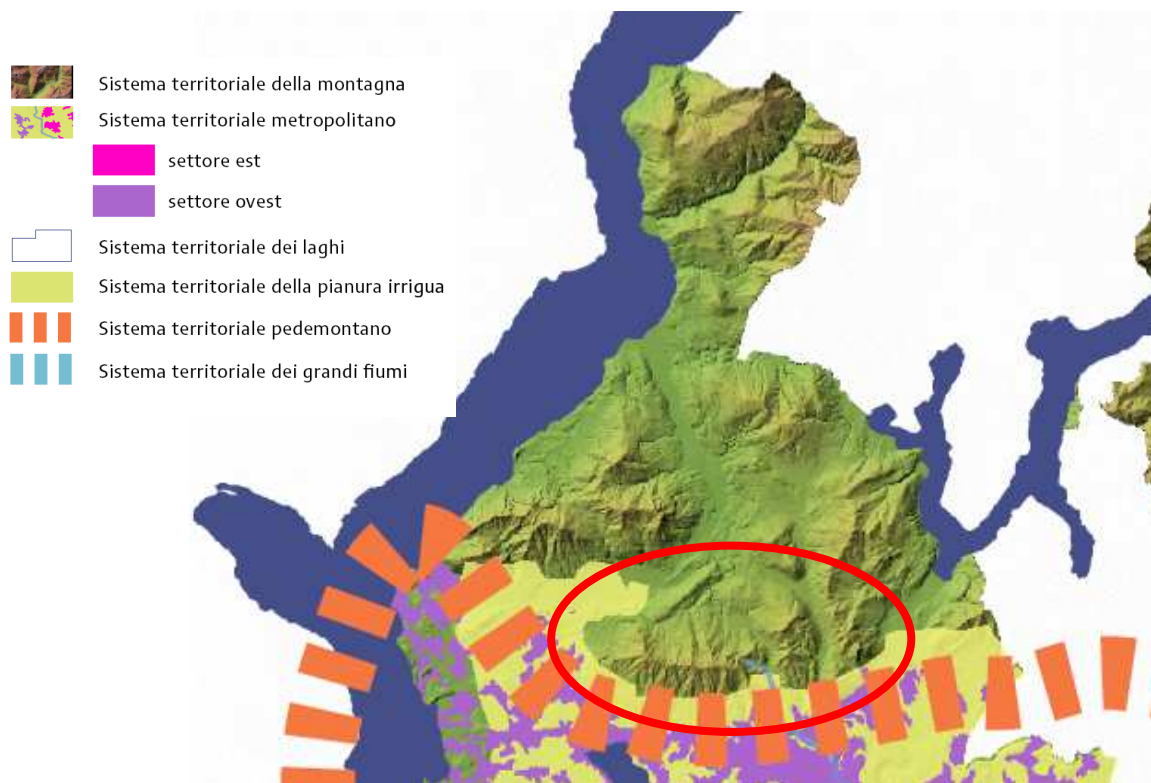 Sistema territoriale della montagna
Sistema territoriale metropolitano
settore est
settore ovest
Sistema territoriale dei laghi
Sistema territoriale della pianura irrigua
Sistema territoriale pedemontano
Sistema territoriale dei grandi fiumi